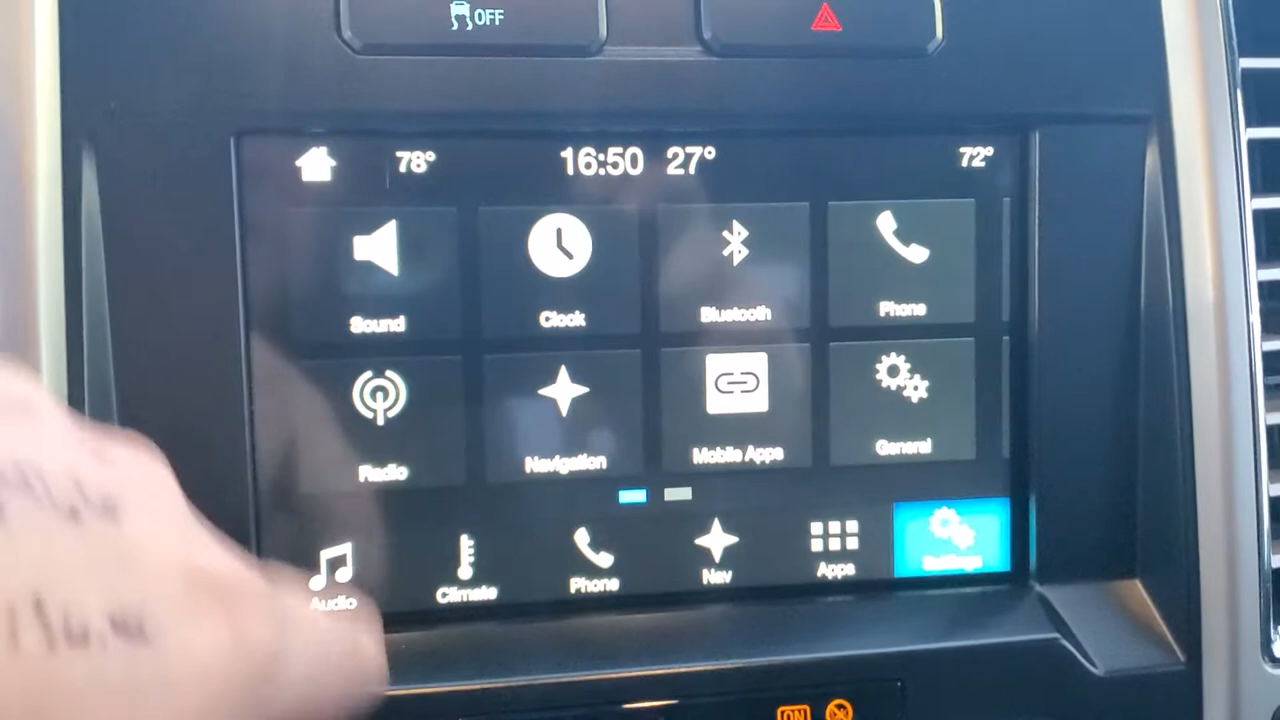 OFF
78° 16:50 27° 72°
Sound Clock Bluetooth Phone
Radio Navigation Mobile Apps General
Audio Climate Phone Nav Apps Settings
ON